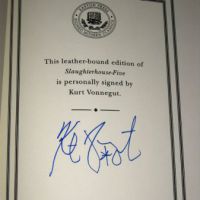 This leather-bound edition of
Slaughterhouse-Five
is personally signed by
Kurt Vonnegut.